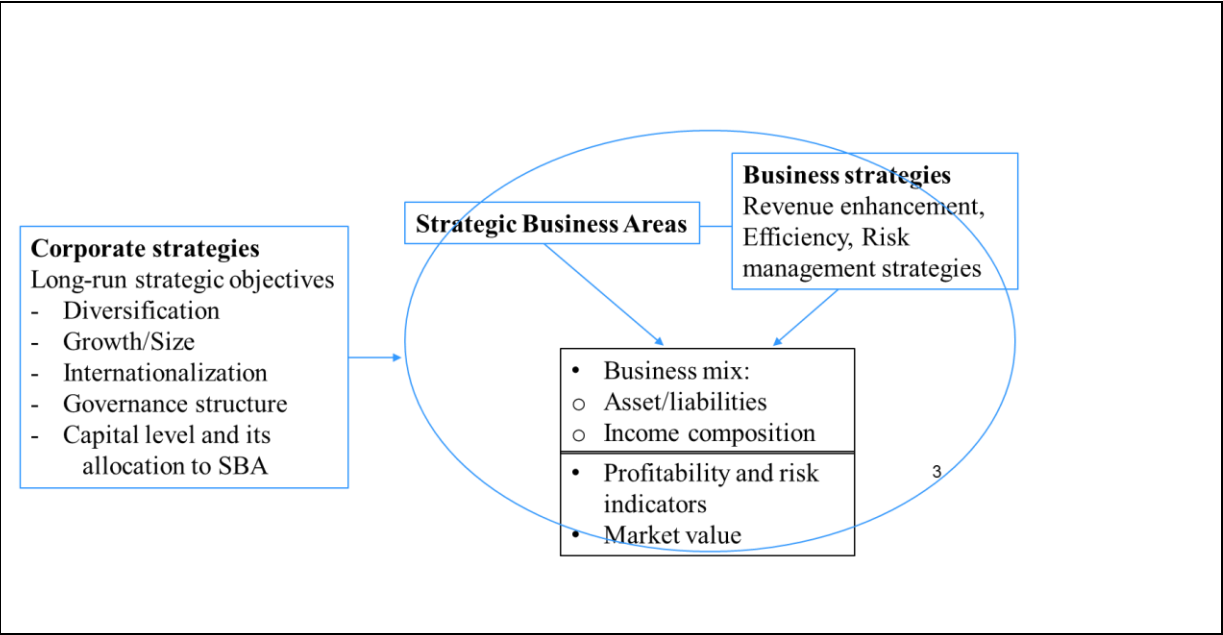 Corporate strategies
Long-run strategic objectives
- Diversification
- Growth/Size
- Internationalization
- Governance structure
- Capital level and its
allocation to SBA
Strategic Business Areas
Business strategies
Revenue enhancement,
Efficiency, Risk
management strategies
• Business mix:
o Asset/liabilities
o Income composition
• Profitability and risk
indicators
• Market value
3